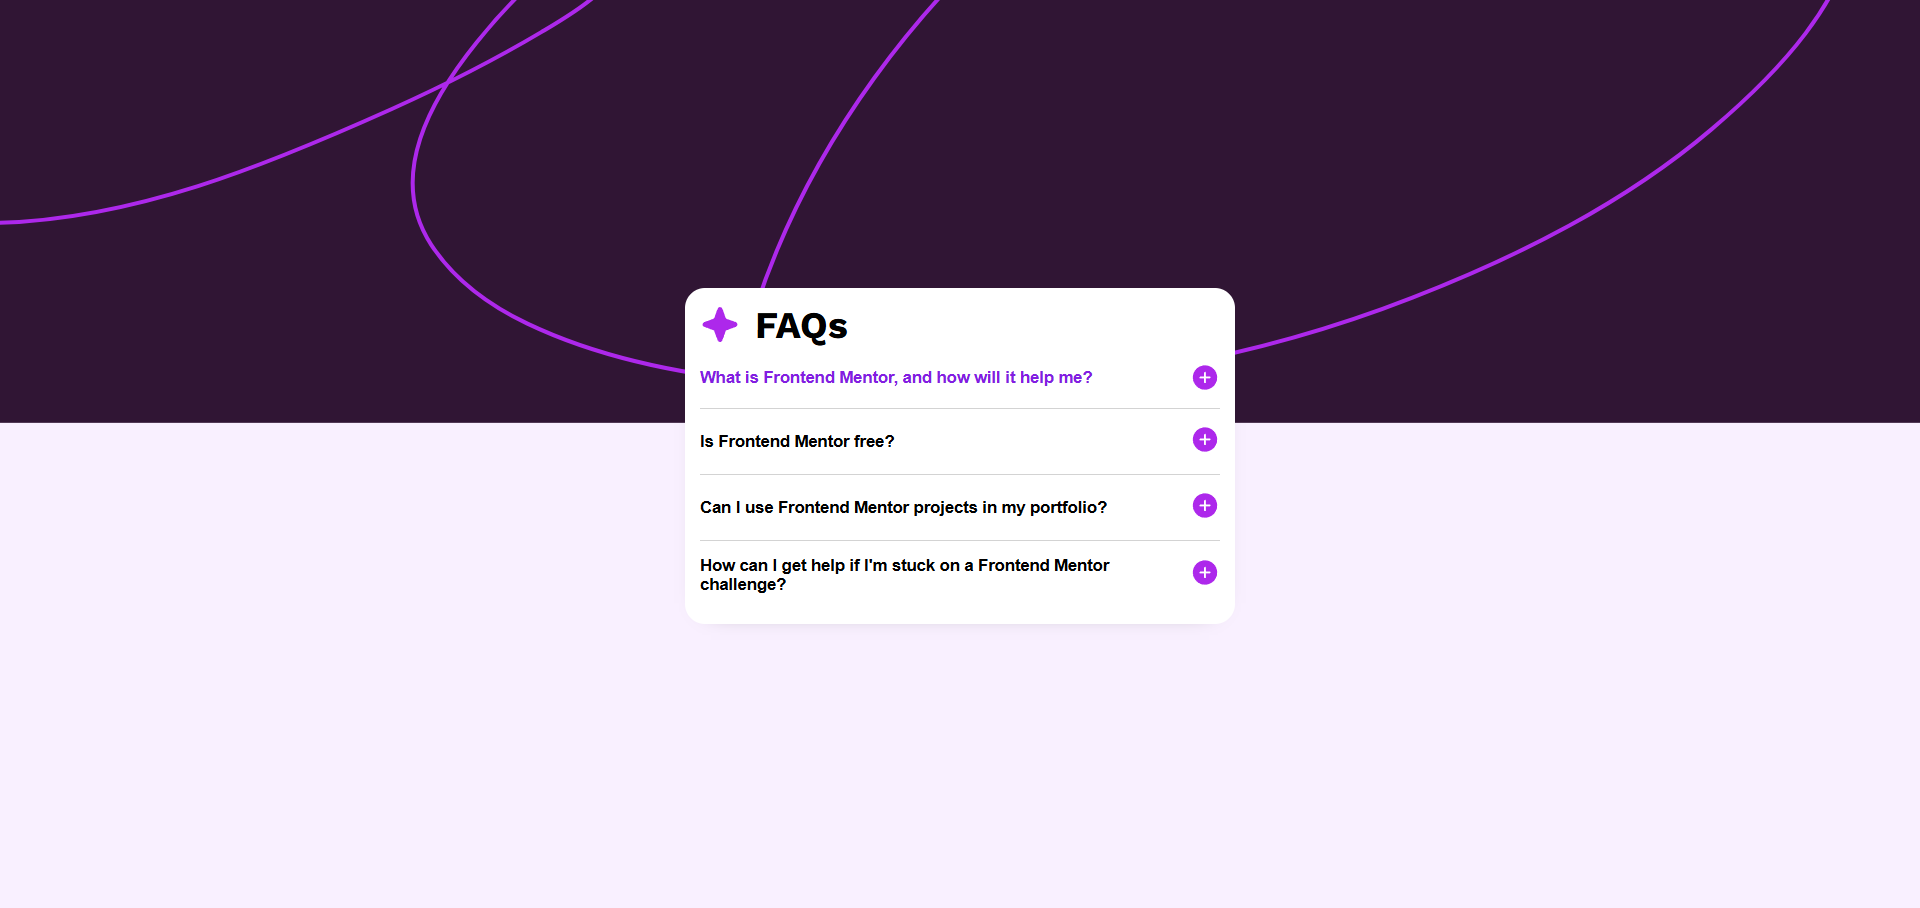 FAQs
What is Frontend Mentor, and how will it help me?
Is Frontend Mentor free?
Can I use Frontend Mentor projects in my portfolio?
How can I get help if I'm stuck on a Frontend Mentor
challenge?